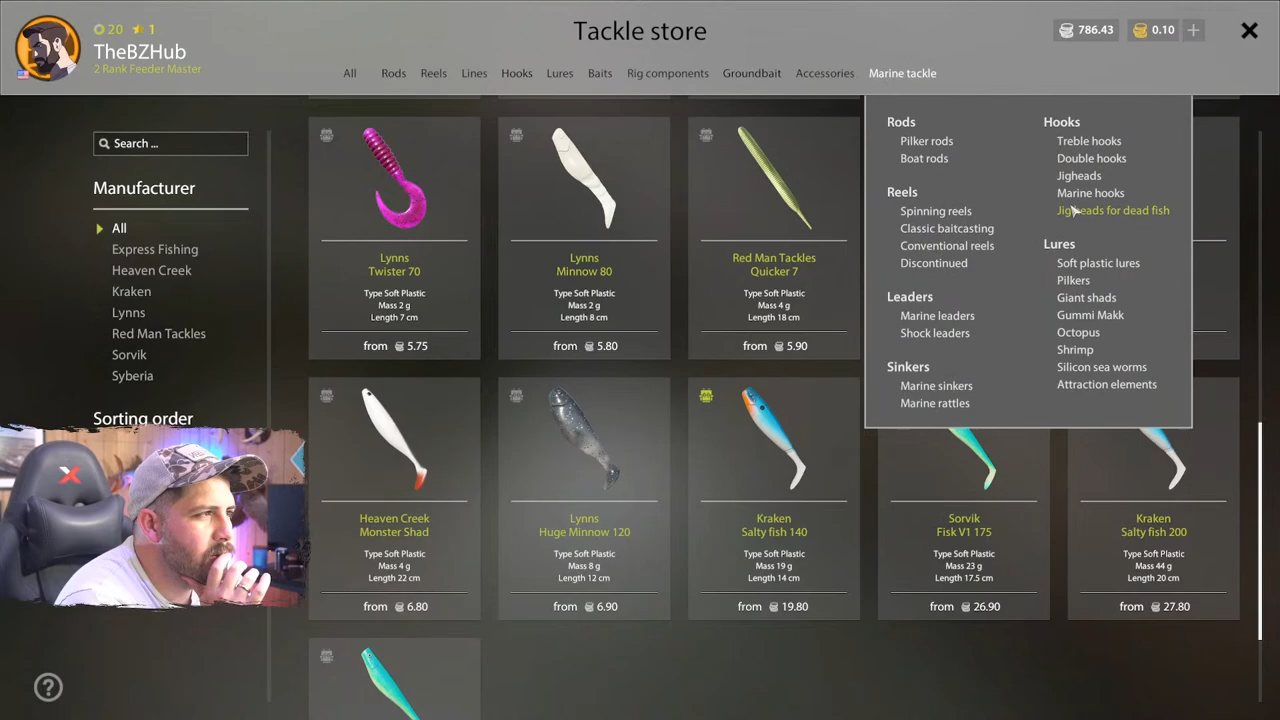 20 1
TheBZHub
2 Rank Feeder Master
Tackle store
786.43 0.10 +
All Rods Reels Lines Hooks Lures Baits Rig components Groundbait Accessories Marine tackle
Search ...
Manufacturer
All
Express Fishing
Heaven Creek
Kraken
Lynns
Red Man Tackles
Sorvik
Syberia
Sorting order
Lynns
Twister 70
Type Soft Plastic
Mass 2 g
Length 7 cm
from 5.75
Lynns
Minnow 80
Type Soft Plastic
Mass 2 g
Length 8 cm
from 5.80
Red Man Tackles
Quicker 7
Type Soft Plastic
Mass 4 g
Length 18 cm
from 5.90
Rods
Pilker rods
Boat rods
Reels
Spinning reels
Classic baitcasting
Conventional reels
Discontinued
Leaders
Marine leaders
Shock leaders
Sinkers
Marine sinkers
Marine rattles
Hooks
Treble hooks
Double hooks
Jigheads
Marine hooks
Jigheads for dead fish
Lures
Soft plastic lures
Pilkers
Giant shads
Gummi Makk
Octopus
Shrimp
Silicon sea worms
Attraction elements
Heaven Creek
Monster Shad
Type Soft Plastic
Mass 4 g
Length 22 cm
from 6.80
Lynns
Huge Minnow 120
Type Soft Plastic
Mass 8 g
Length 12 cm
from 6.90
Kraken
Salty fish 140
Type Soft Plastic
Mass 19 g
Length 14 cm
from 19.80
Sorvik
Fisk V1 175
Type Soft Plastic
Mass 23 g
Length 17.5 cm
from 26.90
Kraken
Salty fish 200
Type Soft Plastic
Mass 44 g
Length 20 cm
from 27.80
?